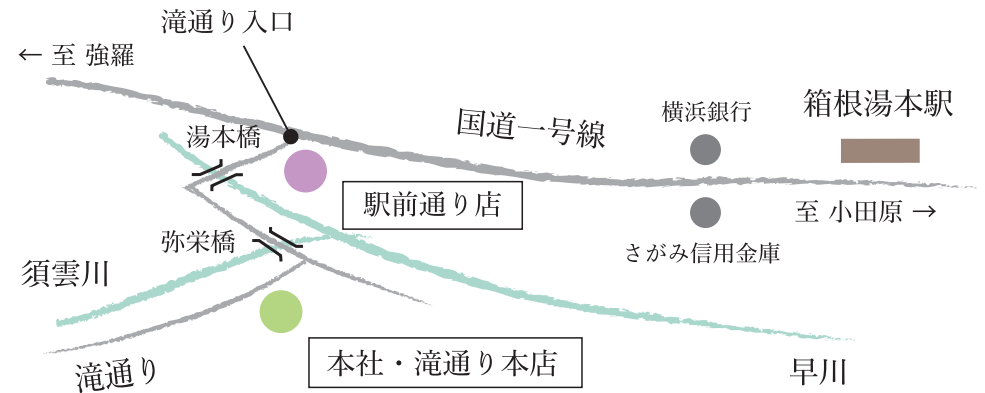 滝通り入口
← 至 強羅
箱根湯本駅
横浜銀行
国道一号線
湯本橋
駅前通り店
至 小田原 →
弥栄橋
さがみ信用金庫
須雲川
本社・滝通り本店
滝通り
早川